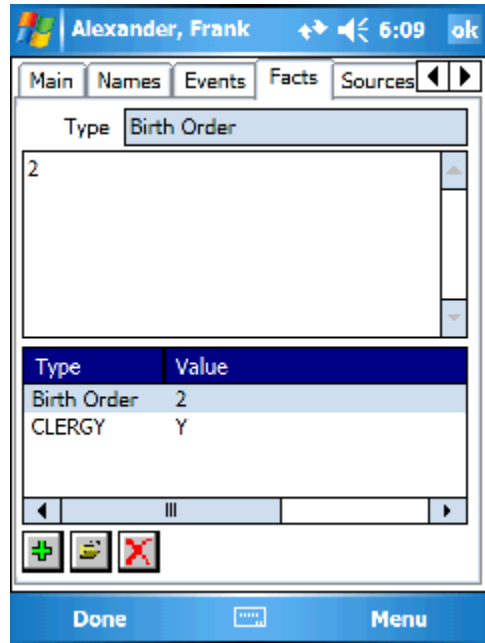 Alexander, Frank 6:09 ok
Main Names Events Facts Sources
Type Birth Order
2
Type Value
Birth Order 2
CLERGY Y
Done Menu